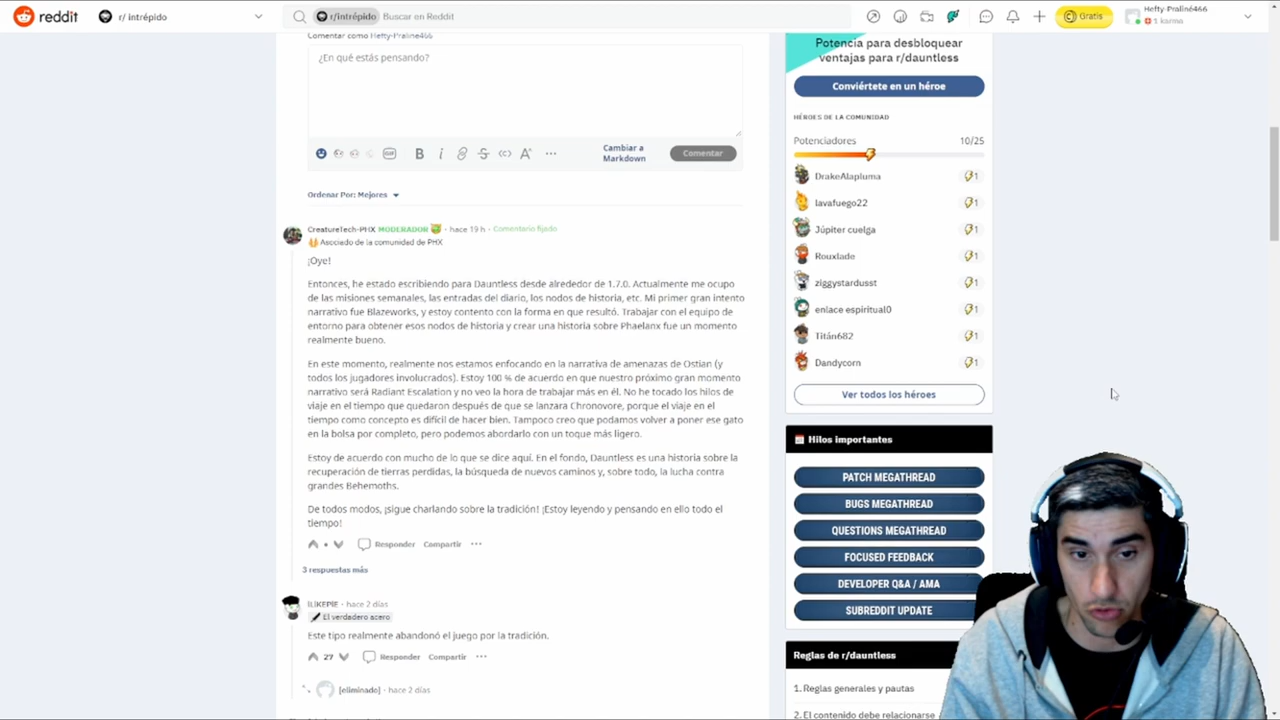 reddit
r/ intrépido
r/intrépido
Buscar en Reddit
Gratis
Hefty-Praline466
1 karma
Comentar como Hefty-Praline466
¿En qué estás pensando?
Cambiar a
Markdown
Comentar
Ordenar Por: Mejores
CreatureTech-PHX MODERADOR · hace 19 h · Comentario fijado
Asociado de la comunidad de PHX
¡Oye!
Entonces, he estado escribiendo para Dauntless desde alrededor de 1.7.0. Actualmente me ocupo
de las misiones semanales, las entradas del diario, los nodos de historia, etc. Mi primer gran intento
narrativo fue Blazeworks, y estoy contento con la forma en que resultó. Trabajar con el equipo de
entorno para obtener esos nodos de historia y crear una historia sobre Phaelanx fue un momento
realmente bueno.
En este momento, realmente nos estamos enfocando en la narrativa de amenazas de Ostian (y
todos los jugadores involucrados). Estoy 100 % de acuerdo en que nuestro próximo gran momento
narrativo será Radiant Escalation y no veo la hora de trabajar más en él. No he tocado los hilos de
viaje en el tiempo que quedaron después de que se lanzara Chronovore, porque el viaje en el
tiempo como concepto es difícil de hacer bien. Tampoco creo que podamos volver a poner ese gato
en la bolsa por completo, pero podemos abordarlo con un toque más ligero.
Estoy de acuerdo con mucho de lo que se dice aquí. En el fondo, Dauntless es una historia sobre la
recuperación de tierras perdidas, la búsqueda de nuevos caminos y, sobre todo, la lucha contra
grandes Behemoths.
De todos modos, ¡sigue charlando sobre la tradición! ¡Estoy leyendo y pensando en ello todo el
tiempo!
Responder Compartir
3 respuestas más
ILIKEPIE · hace 2 días
El verdadero acero
Este tipo realmente abandonó el juego por la tradición.
27 Responder Compartir
[eliminado] · hace 2 días
Potencia para desbloquear
ventajas para r/dauntless
Conviértete en un héroe
HÉROES DE LA COMUNIDAD
Potenciadores 10/25
DrakeAlapluma 1
lavafuego22 1
Júpiter cuelga 1
Rouxlade 1
ziggystardusst 1
enlace espiritual0 1
Titán682 1
Dandycorn 1
Ver todos los héroes
Hilos importantes
PATCH MEGATHREAD
BUGS MEGATHREAD
QUESTIONS MEGATHREAD
FOCUSED FEEDBACK
DEVELOPER Q&A / AMA
SUBREDDIT UPDATE
Reglas de r/dauntless
1. Reglas generales y pautas
2. El contenido debe relacionarse